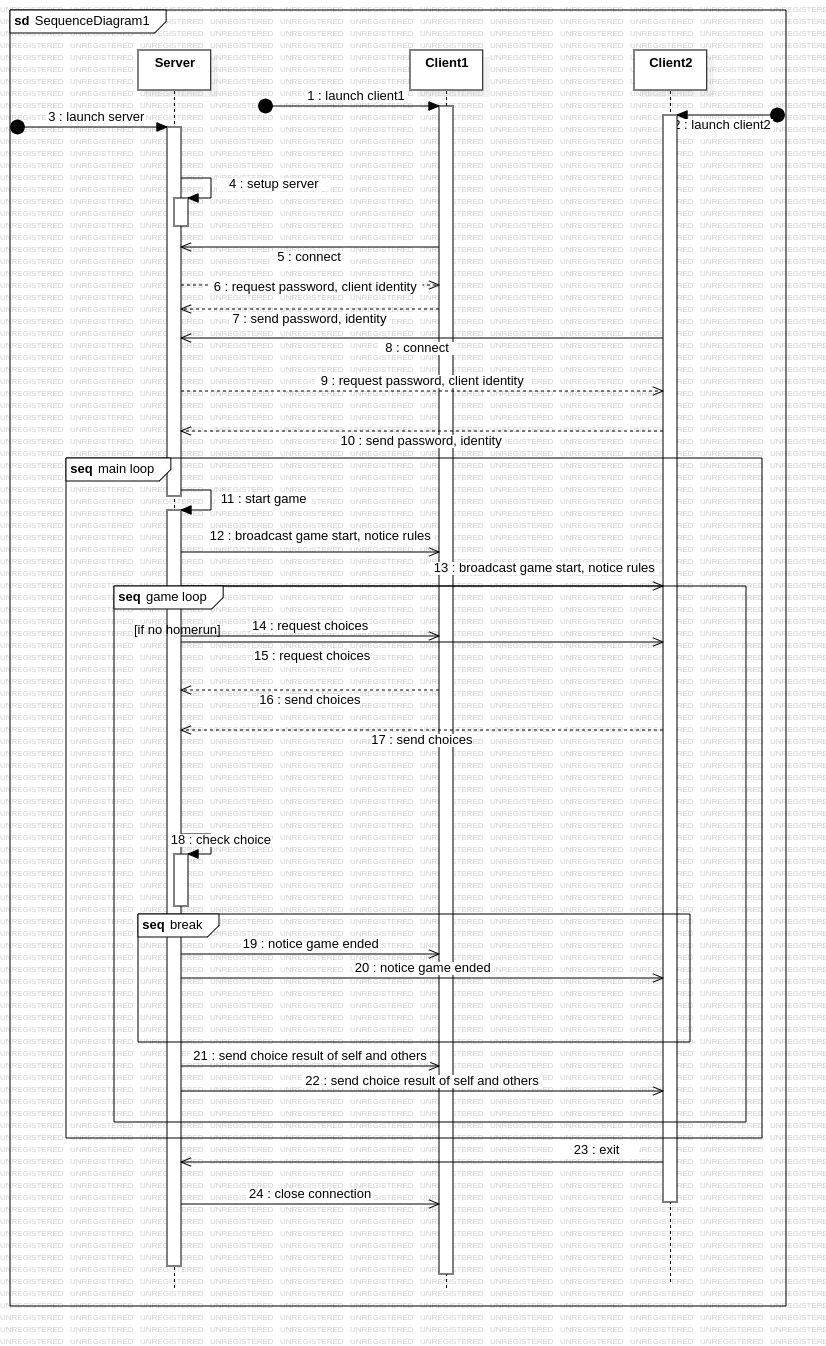 sd SequenceDiagram1
Server
Client1
Client2
1 : launch client1
3 : launch server
2 : launch client2
4 : setup server
5 : connect
6 : request password, client identity
7 : send password, identity
8 : connect
9 : request password, client identity
10 : send password, identity
seq main loop
11 : start game
12 : broadcast game start, notice rules
13 : broadcast game start, notice rules
seq game loop
[if no homerun]
14 : request choices
15 : request choices
16 : send choices
17 : send choices
18 : check choice
seq break
19 : notice game ended
20 : notice game ended
21 : send choice result of self and others
22 : send choice result of self and others
23 : exit
24 : close connection
UNREGISTERED